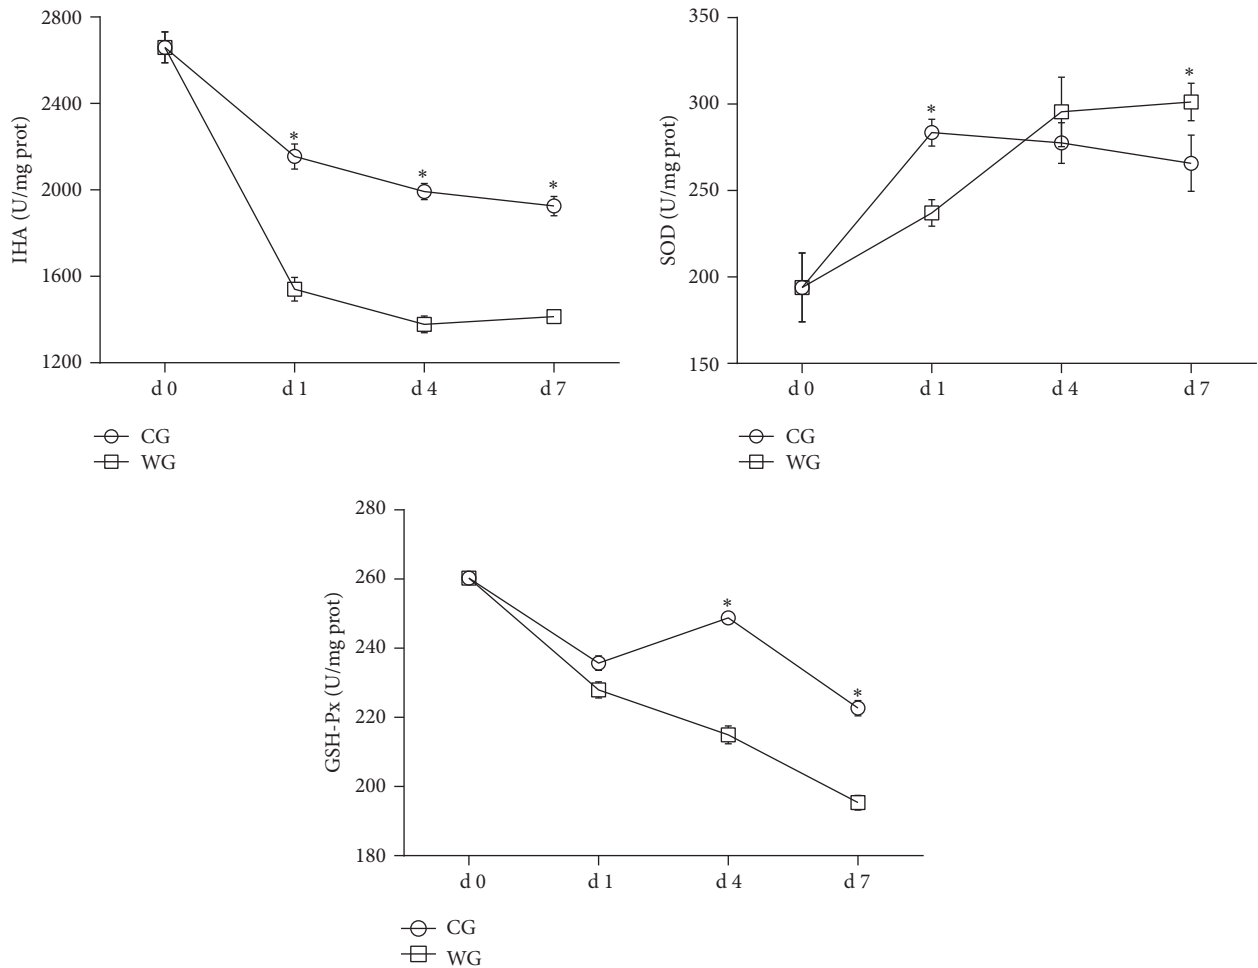 IHA (U/mg prot)
2800
2400
2000
1600
1200
*
*
*
d 0
d 1
d 4
d 7
CG
WG
SOD (U/mg prot)
350
300
250
200
150
*
*
d 0
d 1
d 4
d 7
CG
WG
GSH-Px (U/mg prot)
280
260
240
220
200
180
*
*
d 0
d 1
d 4
d 7
CG
WG